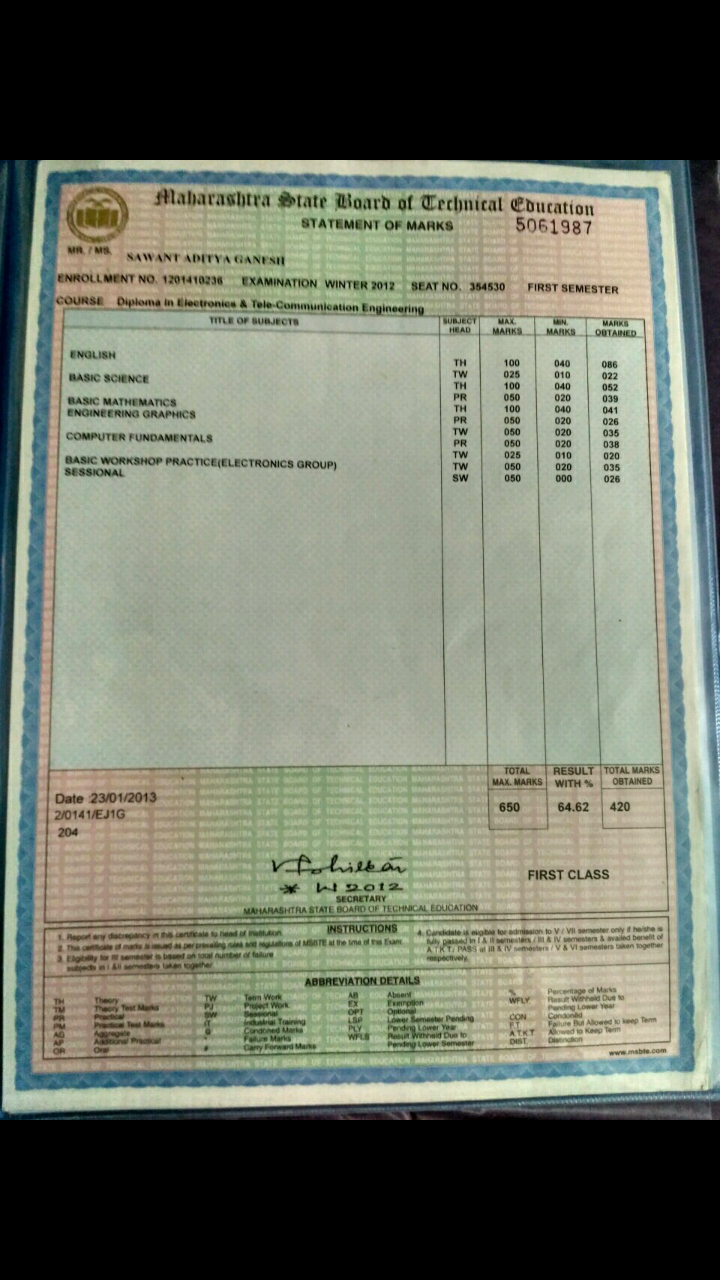 Maharashtra State Board of Technical Education
STATEMENT OF MARKS 5061987
MR. / MS. SAWANT ADITYA GANESH
ENROLLMENT NO. 1201410236 EXAMINATION WINTER 2012 SEAT NO. 354530 FIRST SEMESTER
COURSE Diploma In Electronics & Tele-Communication Engineering
TITLE OF SUBJECTS SUBJECT HEAD MAX. MARKS MIN. MARKS MARKS OBTAINED
ENGLISH TH 100 040 086
TW 025 010 022
BASIC SCIENCE TH 100 040 052
PR 050 020 039
BASIC MATHEMATICS TH 100 040 041
ENGINEERING GRAPHICS PR 050 020 026
TW 050 020 035
COMPUTER FUNDAMENTALS PR 050 020 038
TW 025 010 020
BASIC WORKSHOP PRACTICE(ELECTRONICS GROUP) TW 050 020 035
SESSIONAL SW 050 000 026
TOTAL MAX. MARKS RESULT WITH % TOTAL MARKS OBTAINED
650 64.62 420
Date :23/01/2013
2/0141/EJ1G
204
W2012
SECRETARY
MAHARASHTRA STATE BOARD OF TECHNICAL EDUCATION
FIRST CLASS
INSTRUCTIONS
1. Report any discrepancy in this certificate to head of Institution.
2. This certificate of marks is issued as per prevailing rules and regulations of MSBTE at the time of this Exam.
3. Eligibility for III semester is based on total number of failure
subjects in I &II semesters taken together
4. Candidate is eligible for admission to V / VII semester only if he/she is
fully passed in I & II semesters / III & IV semesters & availed benefit of
A.T.K.T./ PASS at III & IV semesters / V & VI semesters taken together
respectively.
ABBREVIATION DETAILS
TH Theory
TM Theory Test Marks
PR Practical
PM Practical Test Marks
AG Aggregate
AP Additional Practical
OR Oral
TW Term Work
PJ Project Work
SW Sessional
IT Industrial Training
@ Condoned Marks
* Failure Marks
# Carry Forward Marks
AB Absent
EX Exemption
OPT Optional
LSP Lower Semester Pending
PLY Pending Lower Year
WFLS Result Withheld Due to
Pending Lower Semester
% Percentage of Marks
WFLY Result Withheld Due to
Pending Lower Year
CON Condoned
F.T. Failure But Allowed to keep Term
A.T.K.T Allowed to Keep Term
DIST. Distinction
www.msbte.com